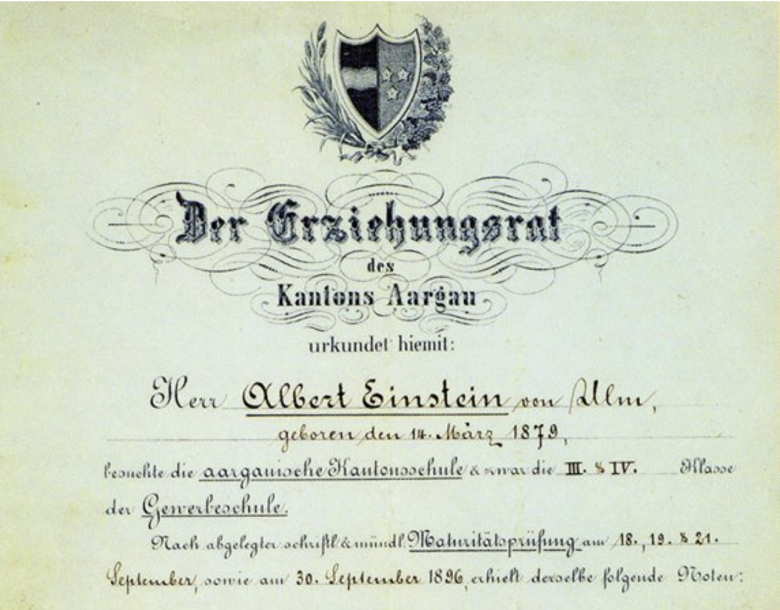 Der Erziehungsrat
des
Kantons Aargau
urkundet hiemit:
Herr Albert Einstein von Ulm,
geboren den 14. März 1879,
besuchte die aargauische Kantonsschule & zwar die III. & IV. Klasse
der Gewerbeschule.
Nach abgelegter schriftl. & mündl. Maturitätsprüfung am 18., 19. & 21.
September, sowie am 30. September 1896, erhielt derselbe folgende Noten: